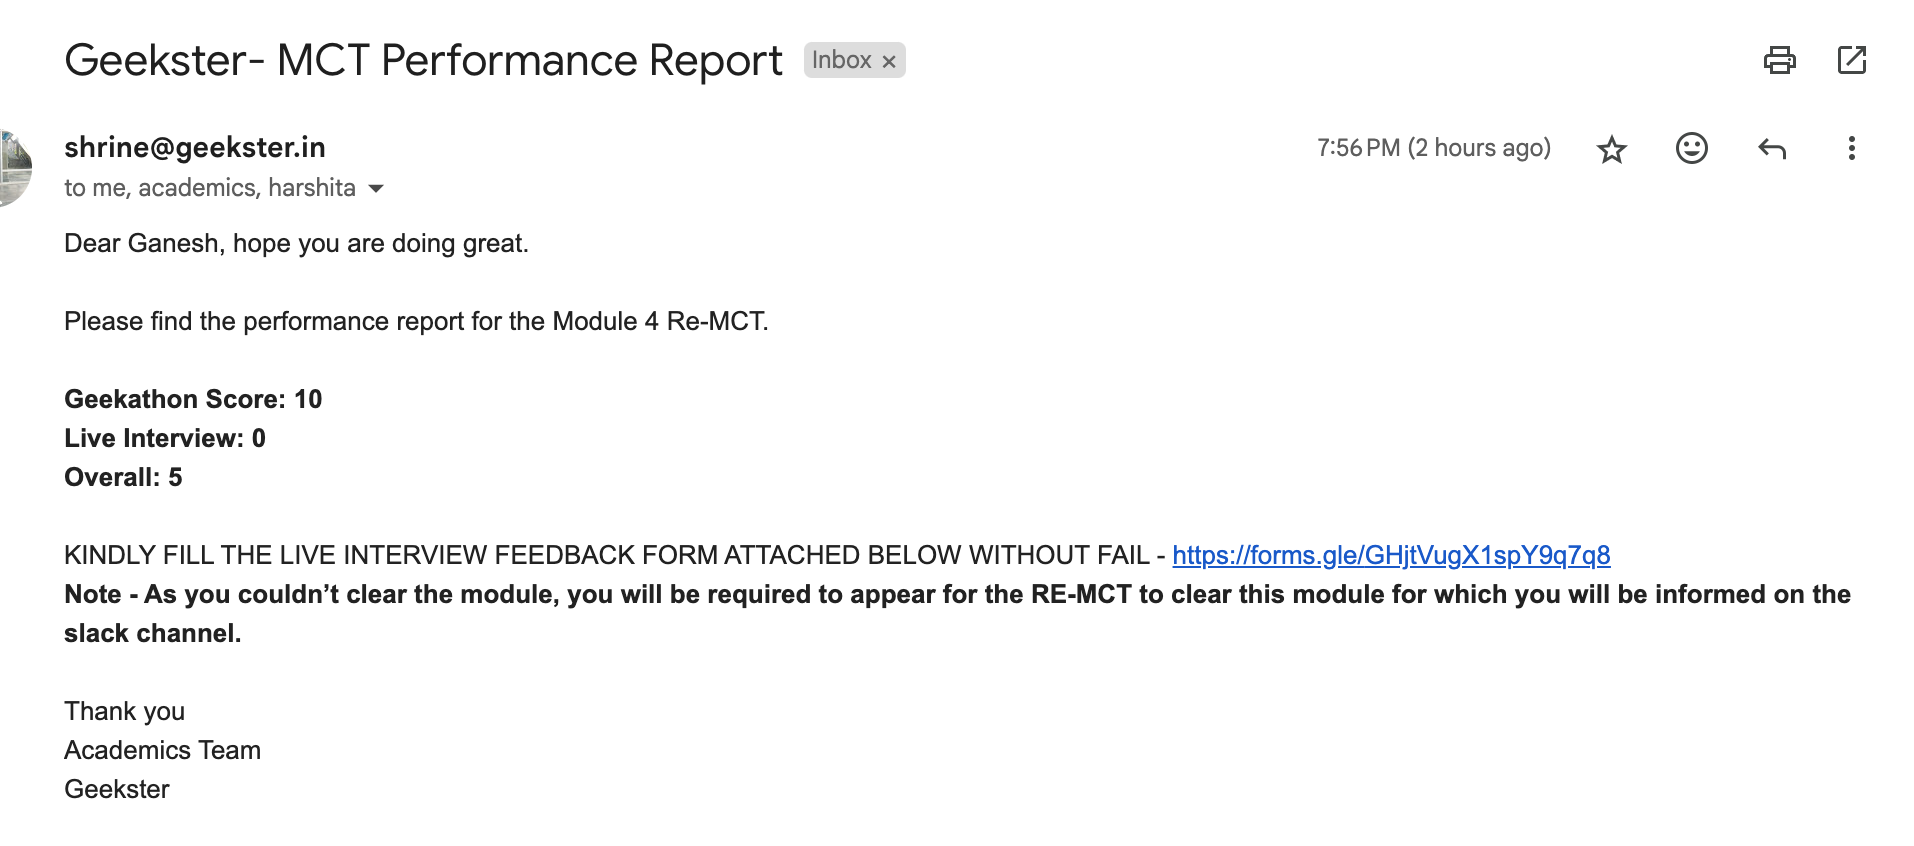 Geekster- MCT Performance Report Inbox ×
shrine@geekster.in 7:56 PM (2 hours ago)
to me, academics, harshita
Dear Ganesh, hope you are doing great.
Please find the performance report for the Module 4 Re-MCT.
Geekathon Score: 10
Live Interview: 0
Overall: 5
KINDLY FILL THE LIVE INTERVIEW FEEDBACK FORM ATTACHED BELOW WITHOUT FAIL - https://forms.gle/GHjtVugX1spY9q7q8
Note - As you couldn’t clear the module, you will be required to appear for the RE-MCT to clear this module for which you will be informed on the
slack channel.
Thank you
Academics Team
Geekster